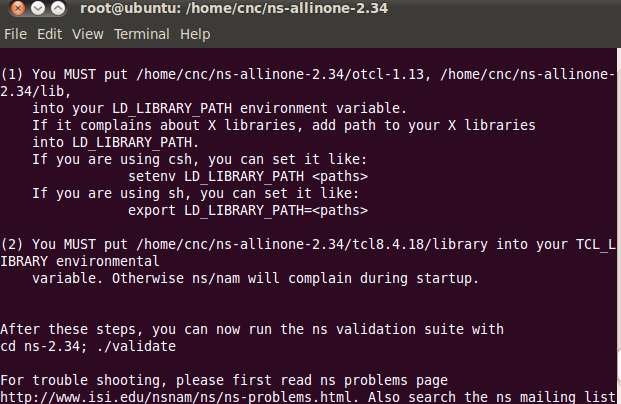 root@ubuntu: /home/cnc/ns-allinone-2.34
File Edit View Terminal Help
(1) You MUST put /home/cnc/ns-allinone-2.34/otcl-1.13, /home/cnc/ns-allinone-
2.34/lib,
into your LD_LIBRARY_PATH environment variable.
If it complains about X libraries, add path to your X libraries
into LD_LIBRARY_PATH.
If you are using csh, you can set it like:
setenv LD_LIBRARY_PATH <paths>
If you are using sh, you can set it like:
export LD_LIBRARY_PATH=<paths>
(2) You MUST put /home/cnc/ns-allinone-2.34/tcl8.4.18/library into your TCL_L
IBRARY environmental
variable. Otherwise ns/nam will complain during startup.
After these steps, you can now run the ns validation suite with
cd ns-2.34; ./validate
For trouble shooting, please first read ns problems page
http://www.isi.edu/nsnam/ns/ns-problems.html. Also search the ns mailing list